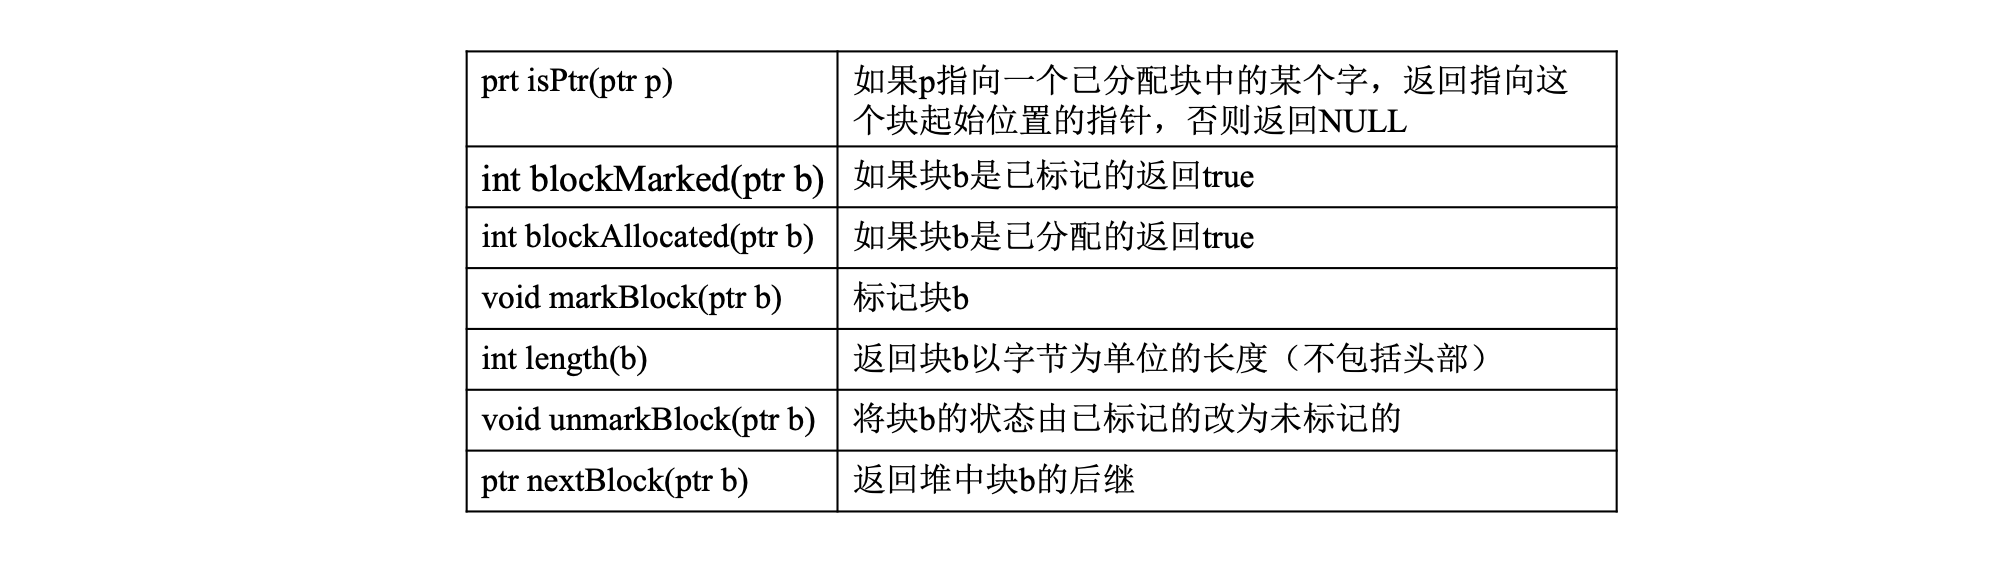 prt isPtr(ptr p)
如果p指向一个已分配块中的某个字，返回指向这
个块起始位置的指针，否则返回NULL
int blockMarked(ptr b)
如果块b是已标记的返回true
int blockAllocated(ptr b)
如果块b是已分配的返回true
void markBlock(ptr b)
标记块b
int length(b)
返回块b以字节为单位的长度（不包括头部）
void unmarkBlock(ptr b)
将块b的状态由已标记的改为未标记的
ptr nextBlock(ptr b)
返回堆中块b的后继